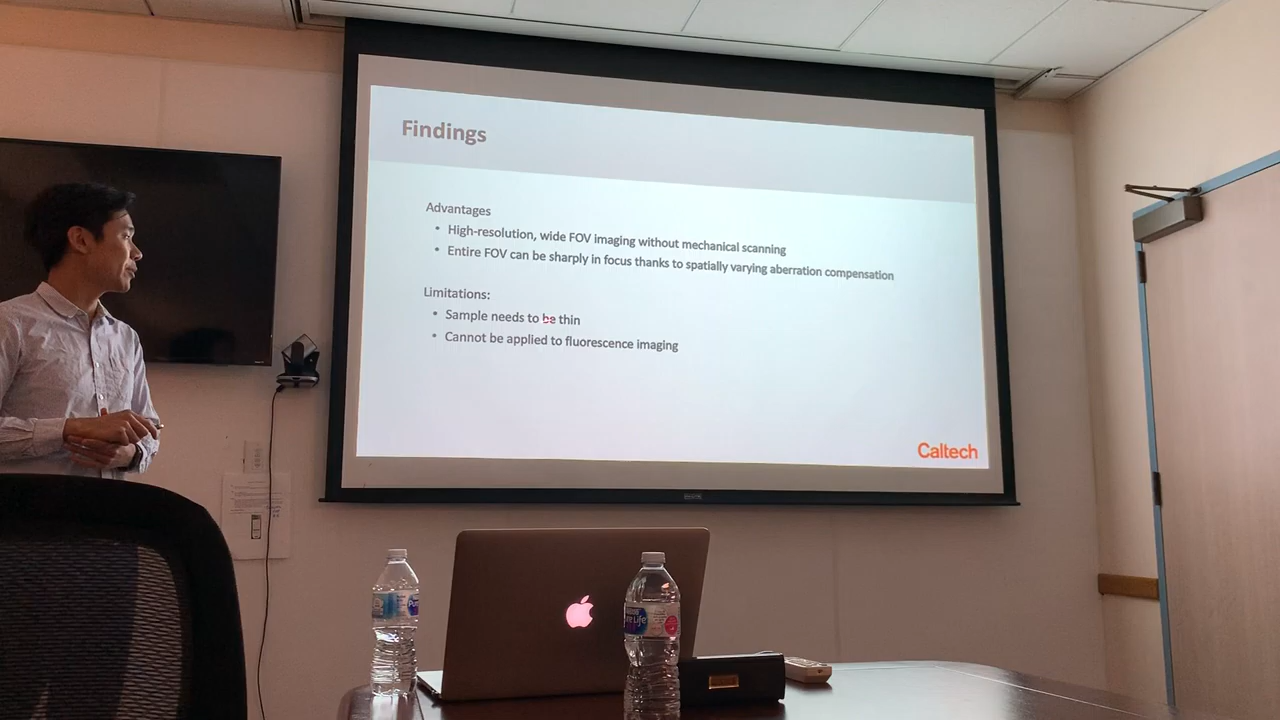 Findings
Advantages
• High-resolution, wide FOV imaging without mechanical scanning
• Entire FOV can be sharply in focus thanks to spatially varying aberration compensation
Limitations:
• Sample needs to be thin
• Cannot be applied to fluorescence imaging
Caltech